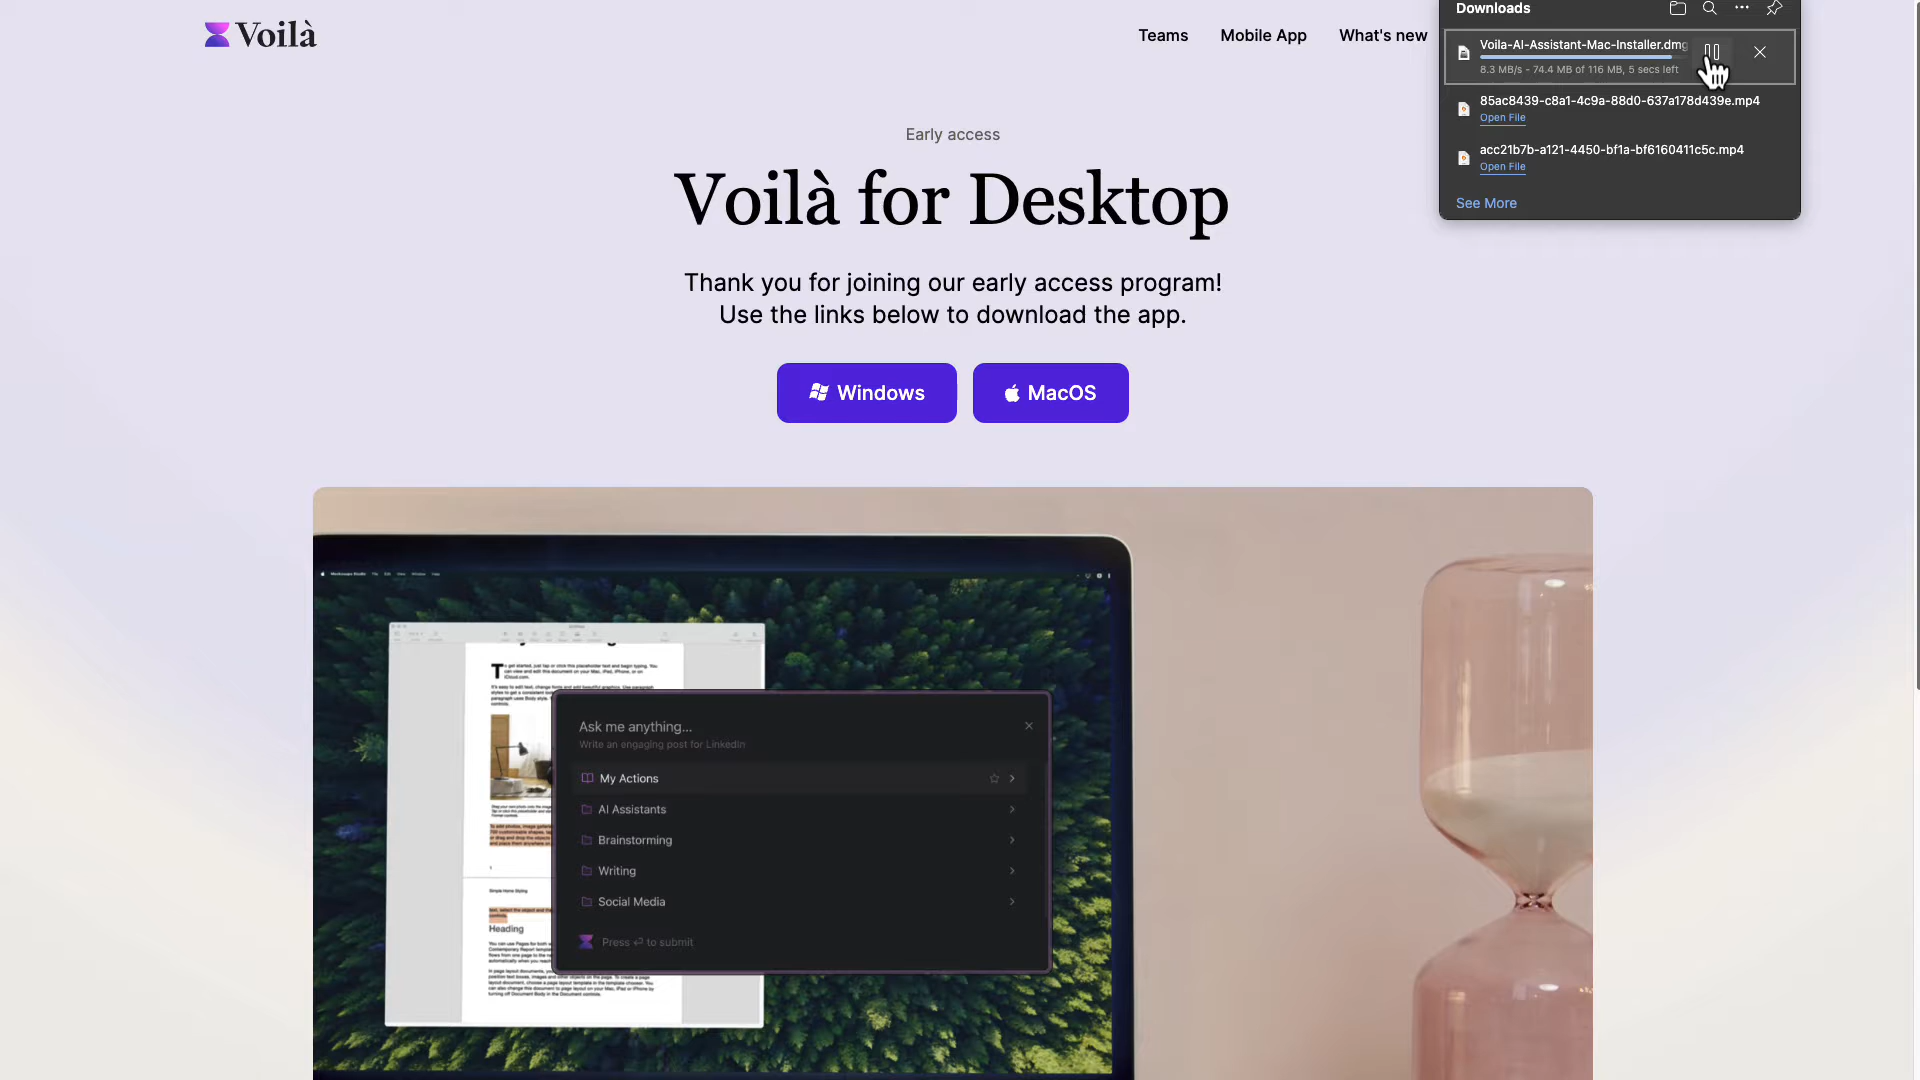 Voilà
Teams
Mobile App
What's new
Downloads
Voila-AI-Assistant-Mac-Installer.dmg
8.3 MB/s - 74.4 MB of 116 MB, 5 secs left
85ac8439-c8a1-4c9a-88d0-637a178d439e.mp4
Open File
acc21b7b-a121-4450-bf1a-bf6160411c5c.mp4
Open File
See More
Early access
Voilà for Desktop
Thank you for joining our early access program!
Use the links below to download the app.
Windows
MacOS
Ask me anything...
Write an engaging post for LinkedIn
My Actions
AI Assistants
Brainstorming
Writing
Social Media
Press ⏎ to submit
Heading